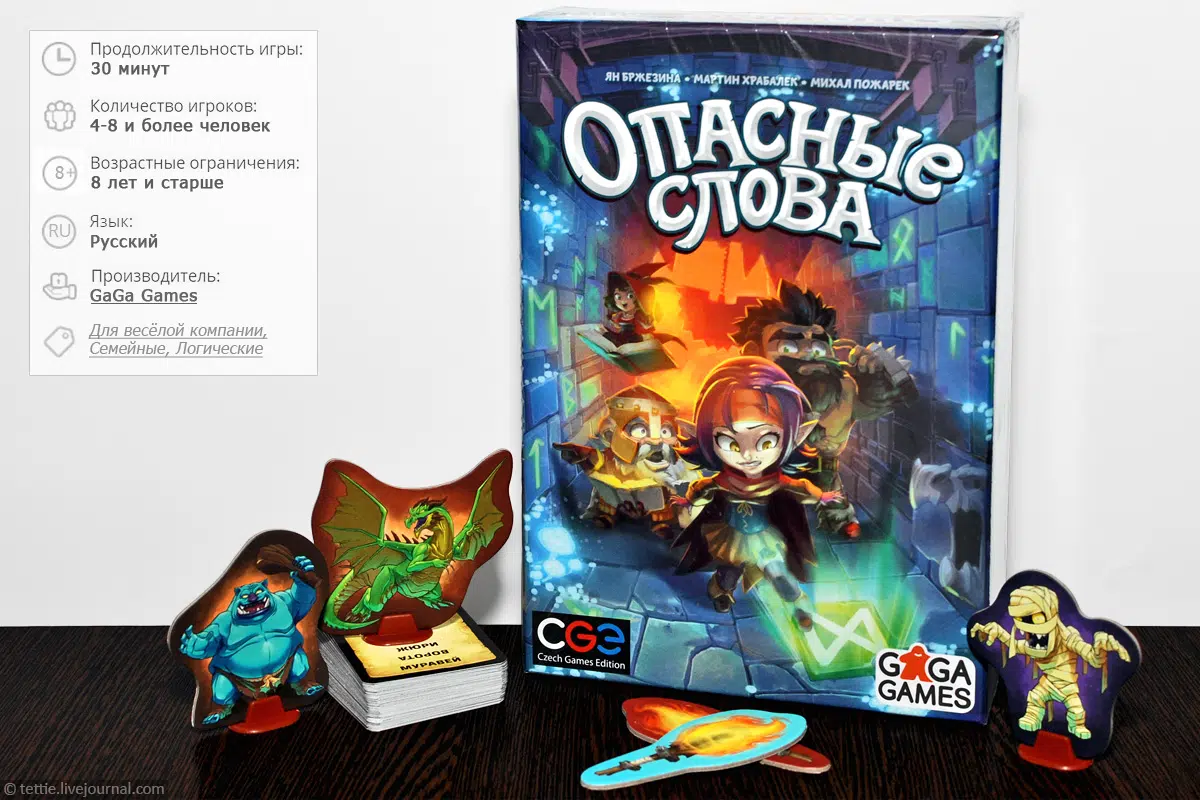 Продолжительность игры:
30 минут
Количество игроков:
4-8 и более человек
8+
Возрастные ограничения:
8 лет и старше
RU
Язык:
Русский
Производитель:
GaGa Games
Для весёлой компании,
Семейные, Логические
ЯН БРЖЕЗИНА • МАРТИН ХРАБАЛЕК • МИХАЛ ПОЖАРЕК
ОПАСНЫЕ
СЛОВА
CGE
Czech Games Edition
GAGA
GAMES
МУРАВЕЙ
ВОРОТА
ЖЮРИ
© tettie.livejournal.com